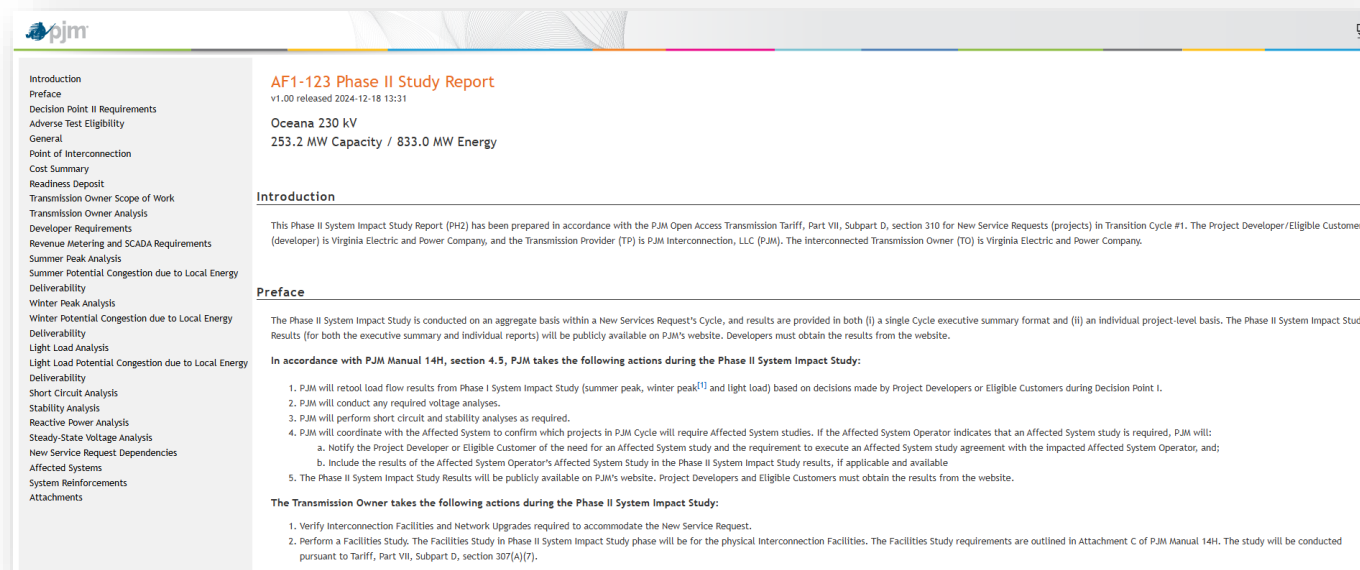 pjm
Introduction
Preface
Decision Point II Requirements
Adverse Test Eligibility
General
Point of Interconnection
Cost Summary
Readiness Deposit
Transmission Owner Scope of Work
Transmission Owner Analysis
Developer Requirements
Revenue Metering and SCADA Requirements
Summer Peak Analysis
Summer Potential Congestion due to Local Energy
Deliverability
Winter Peak Analysis
Winter Potential Congestion due to Local Energy
Deliverability
Light Load Analysis
Light Load Potential Congestion due to Local Energy
Deliverability
Short Circuit Analysis
Stability Analysis
Reactive Power Analysis
Steady-State Voltage Analysis
New Service Request Dependencies
Affected Systems
System Reinforcements
Attachments
AF1-123 Phase II Study Report
v1.00 released 2024-12-18 13:31
Oceana 230 kV
253.2 MW Capacity / 833.0 MW Energy
Introduction
This Phase II System Impact Study Report (PH2) has been prepared in accordance with the PJM Open Access Transmission Tariff, Part VII, Subpart D, section 310 for New Service Requests (projects) in Transition Cycle #1. The Project Developer/Eligible Customer
(developer) is Virginia Electric and Power Company, and the Transmission Provider (TP) is PJM Interconnection, LLC (PJM). The interconnected Transmission Owner (TO) is Virginia Electric and Power Company.
Preface
The Phase II System Impact Study is conducted on an aggregate basis within a New Services Request's Cycle, and results are provided in both (i) a single Cycle executive summary format and (ii) an individual project-level basis. The Phase II System Impact Stud
Results (for both the executive summary and individual reports) will be publicly available on PJM's website. Developers must obtain the results from the website.
In accordance with PJM Manual 14H, section 4.5, PJM takes the following actions during the Phase II System Impact Study:
1. PJM will retool load flow results from Phase I System Impact Study (summer peak, winter peak[1] and light load) based on decisions made by Project Developers or Eligible Customers during Decision Point I.
2. PJM will conduct any required voltage analyses.
3. PJM will perform short circuit and stability analyses as required.
4. PJM will coordinate with the Affected System to confirm which projects in PJM Cycle will require Affected System studies. If the Affected System Operator indicates that an Affected System study is required, PJM will:
a. Notify the Project Developer or Eligible Customer of the need for an Affected System study and the requirement to execute an Affected System study agreement with the impacted Affected System Operator, and;
b. Include the results of the Affected System Operator's Affected System Study in the Phase II System Impact Study results, if applicable and available
5. The Phase II System Impact Study Results will be publicly available on PJM's website. Project Developers and Eligible Customers must obtain the results from the website.
The Transmission Owner takes the following actions during the Phase II System Impact Study:
1. Verify Interconnection Facilities and Network Upgrades required to accommodate the New Service Request.
2. Perform a Facilities Study. The Facilities Study in Phase II System Impact Study phase will be for the physical Interconnection Facilities. The Facilities Study requirements are outlined in Attachment C of PJM Manual 14H. The study will be conducted
pursuant to Tariff, Part VII, Subpart D, section 307(A)(7).